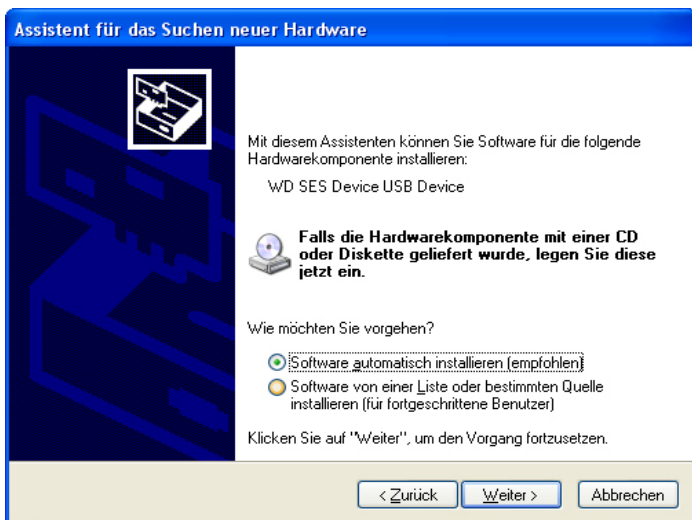 Assistent für das Suchen neuer Hardware
Mit diesem Assistenten können Sie Software für die folgende
Hardwarekomponente installieren:
WD SES Device USB Device
Falls die Hardwarekomponente mit einer CD
oder Diskette geliefert wurde, legen Sie diese
jetzt ein.
Wie möchten Sie vorgehen?
Software automatisch installieren (empfohlen)
Software von einer Liste oder bestimmten Quelle
installieren (für fortgeschrittene Benutzer)
Klicken Sie auf "Weiter", um den Vorgang fortzusetzen.
< Zurück Weiter > Abbrechen